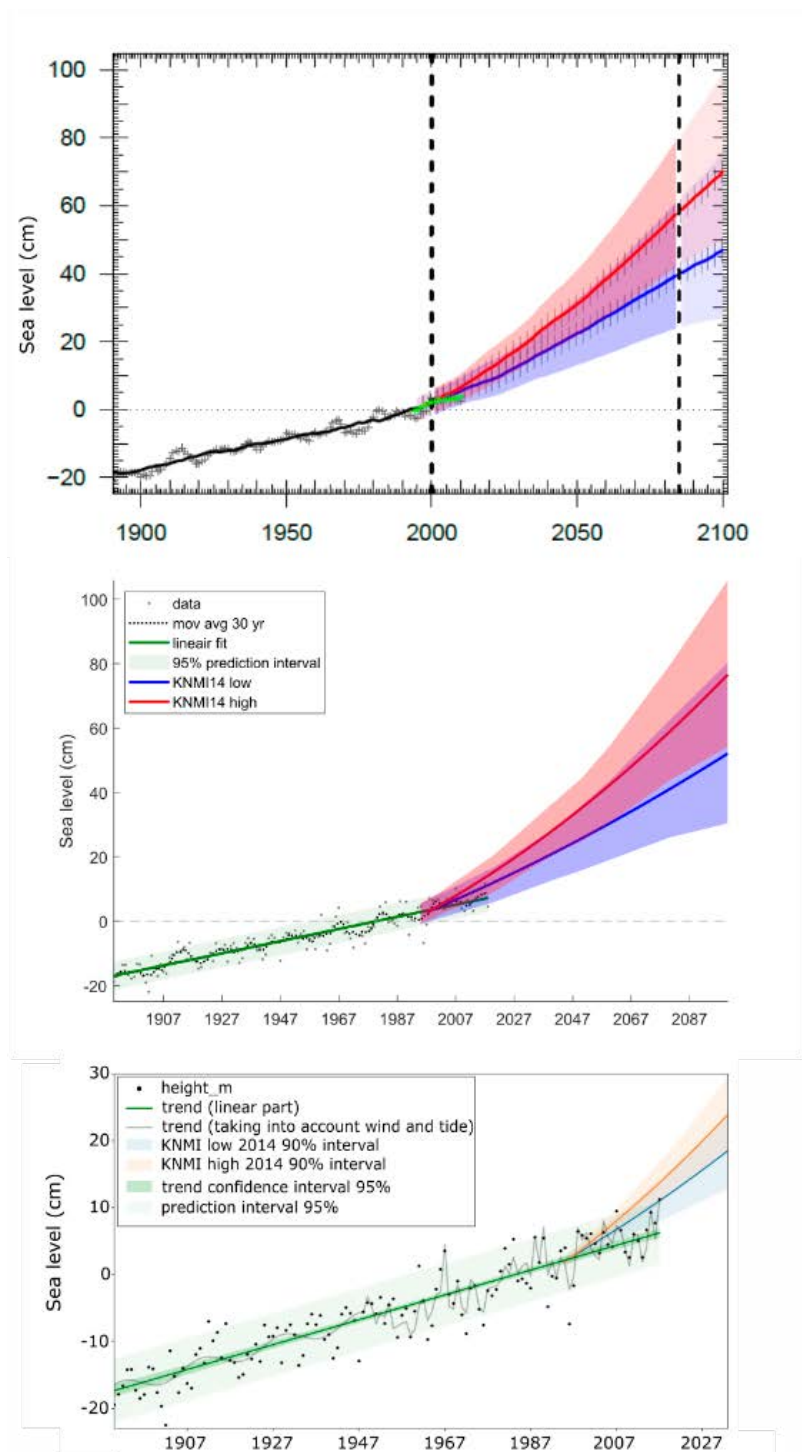 100
80
60
40
20
0
−20
Sea level (cm)
1900 1950 2000 2050 2100
100
80
60
40
20
0
-20
Sea level (cm)
data
mov avg 30 yr
lineair fit
95% prediction interval
KNMI14 low
KNMI14 high
1907 1927 1947 1967 1987 2007 2027 2047 2067 2087
30
20
10
0
-10
-20
Sea level (cm)
height_m
trend (linear part)
trend (taking into account wind and tide)
KNMI low 2014 90% interval
KNMI high 2014 90% interval
trend confidence interval 95%
prediction interval 95%
1907 1927 1947 1967 1987 2007 2027